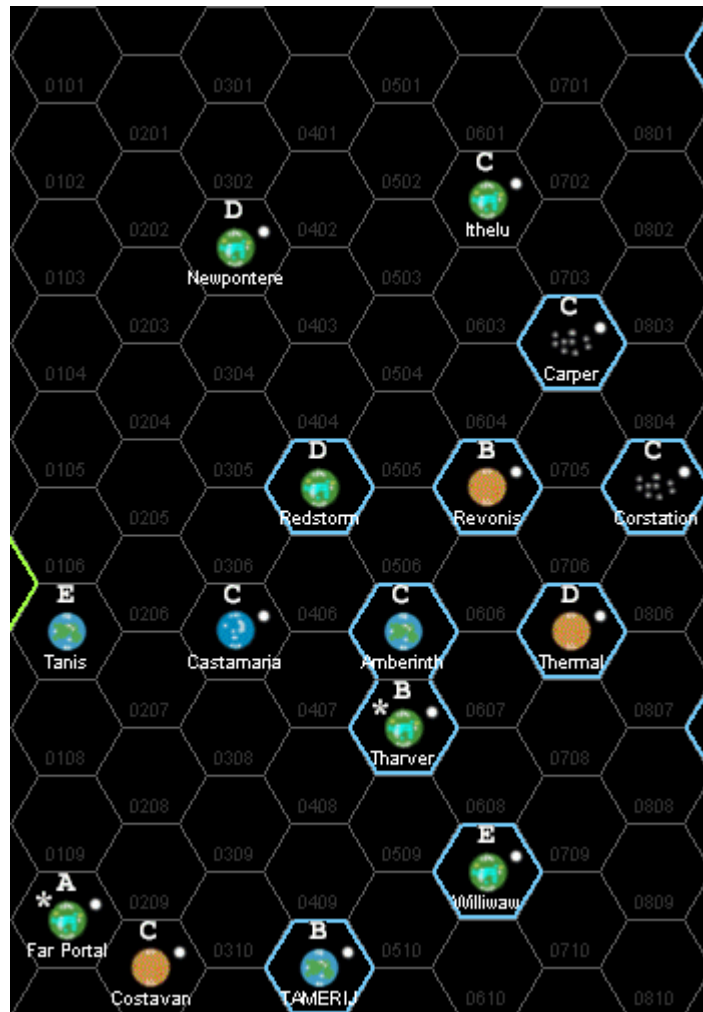 0101 0301 0501 0701
0201 0401 0601 0801
C
0102 0302 0502 0702
D
0202 0402 Ithelu 0802
0103 Newpontere 0503 0703
C
0203 0403 0603 0803
0104 0304 0504 Carper
0204 0404 0604 0804
D B C
0105 0305 0505 0705
0205 Redstorm Revonis Corstation
0106 0306 0506 0706
E C C D
0206 0406 0606 0806
Tanis Castamaria Amberinth Thermal
* B
0207 0407 0607 0807
0108 0308 Tharver 0708
0208 0408 0608 0808
E
0109 0309 0509 0709
* A
0209 0409 Williwaw 0809
C B
Far Portal 0310 0510 0710
Costavan TAMERIJ 0610 0810